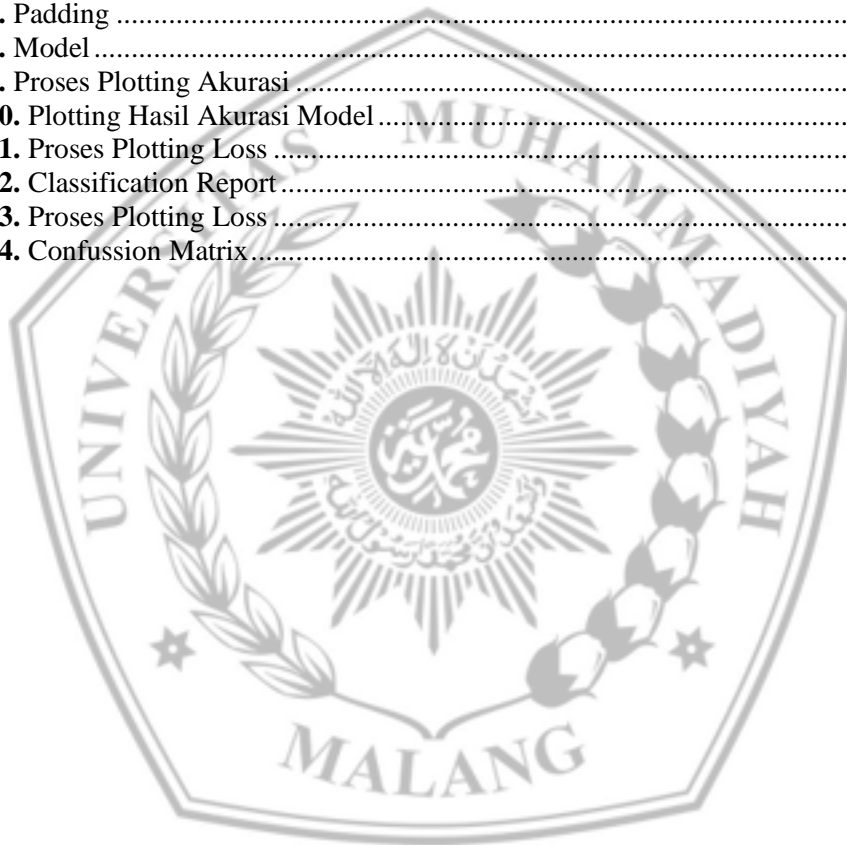 . Padding ........................................................................................................
. Model ...........................................................................................................
. Proses Plotting Akurasi ................................................................................
0. Plotting Hasil Akurasi Model .....................................................................
1. Proses Plotting Loss ...................................................................................
2. Classification Report ..................................................................................
3. Proses Plotting Loss ...................................................................................
4. Confussion Matrix.......................................................................................
UNIVERSITAS MUHAMMADIYAH
MALANG